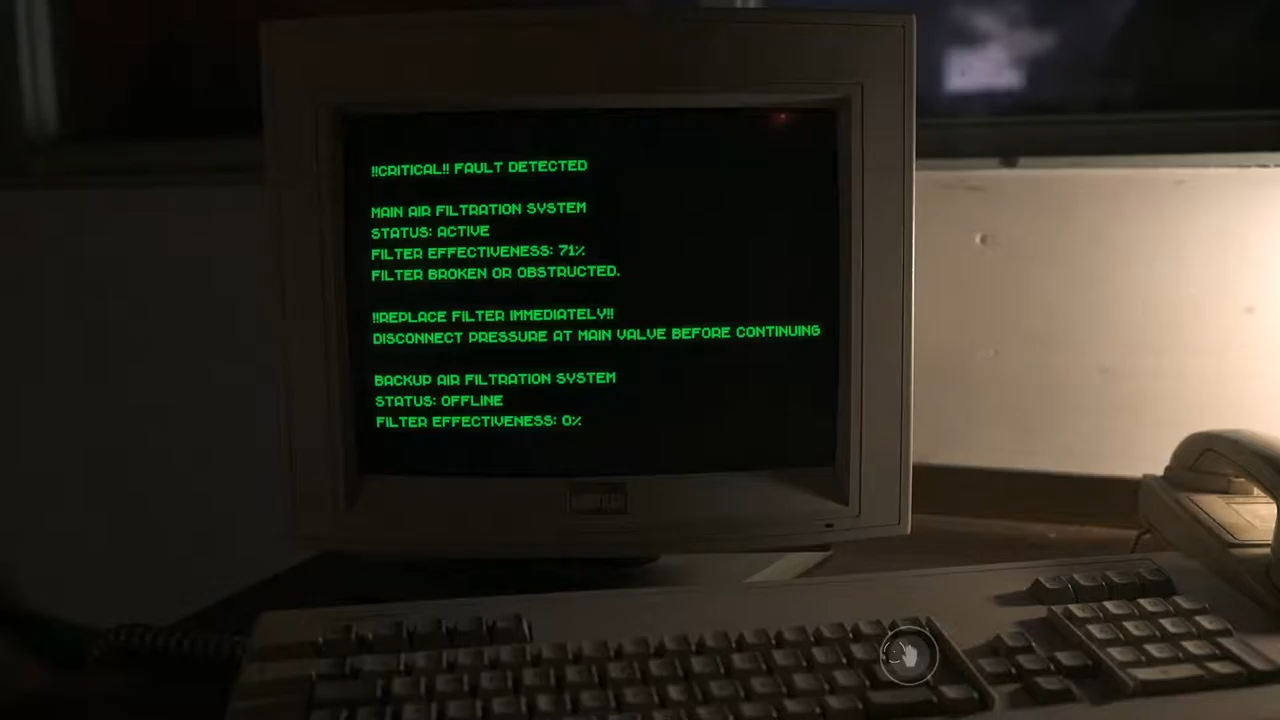 !!CRITICAL!! FAULT DETECTED
MAIN AIR FILTRATION SYSTEM
STATUS: ACTIVE
FILTER EFFECTIVENESS: 71%
FILTER BROKEN OR OBSTRUCTED.
!!REPLACE FILTER IMMEDIATELY!!
DISCONNECT PRESSURE AT MAIN VALVE BEFORE CONTINUING
BACKUP AIR FILTRATION SYSTEM
STATUS: OFFLINE
FILTER EFFECTIVENESS: 0%